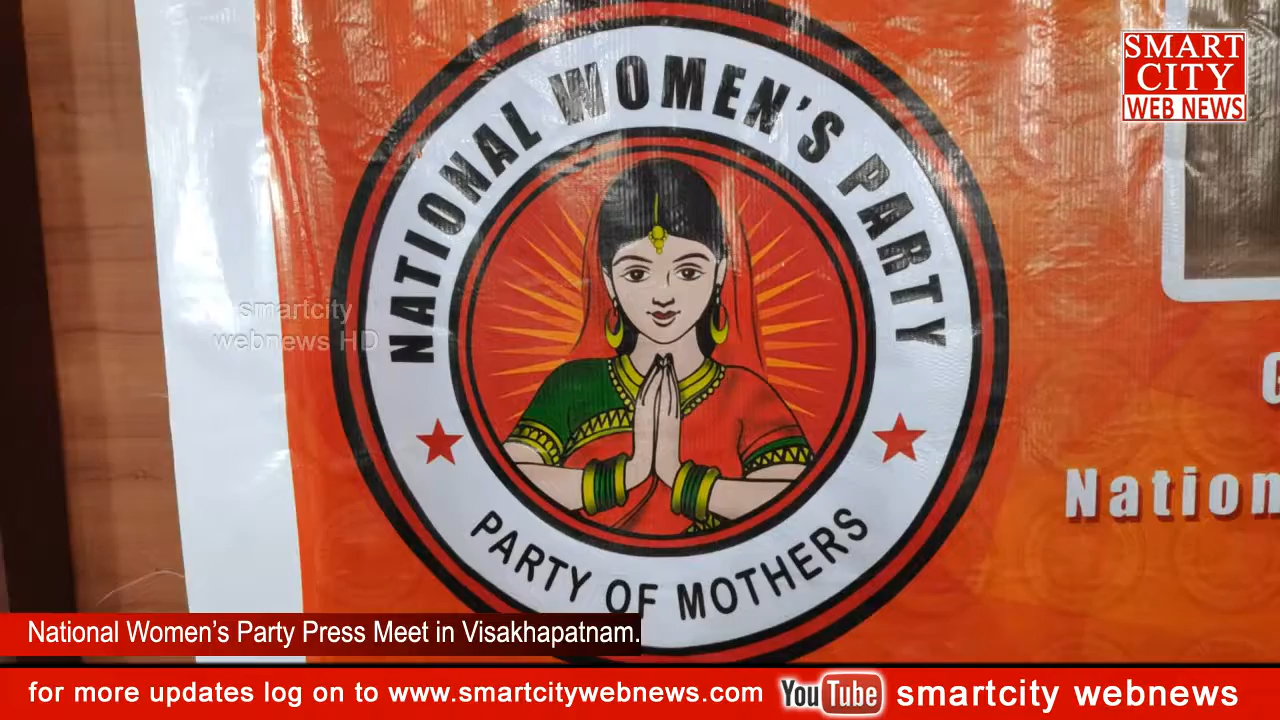 SMART
CITY
WEB NEWS
NATIONAL WOMEN'S PARTY
smartcity
webnews HD
PARTY OF MOTHERS
Nation
National Women's Party Press Meet in Visakhapatnam.
for more updates log on to www.smartcitywebnews.com YouTube smartcity webnews